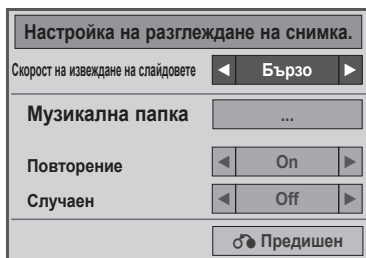 Настройка на разглеждане на снимка.
Скорост на извеждане на слайдовете ◀ Бързо ▶
Музикална папка ...
Повторение ◀ On ▶
Случаен ◀ Off ▶
Предишен